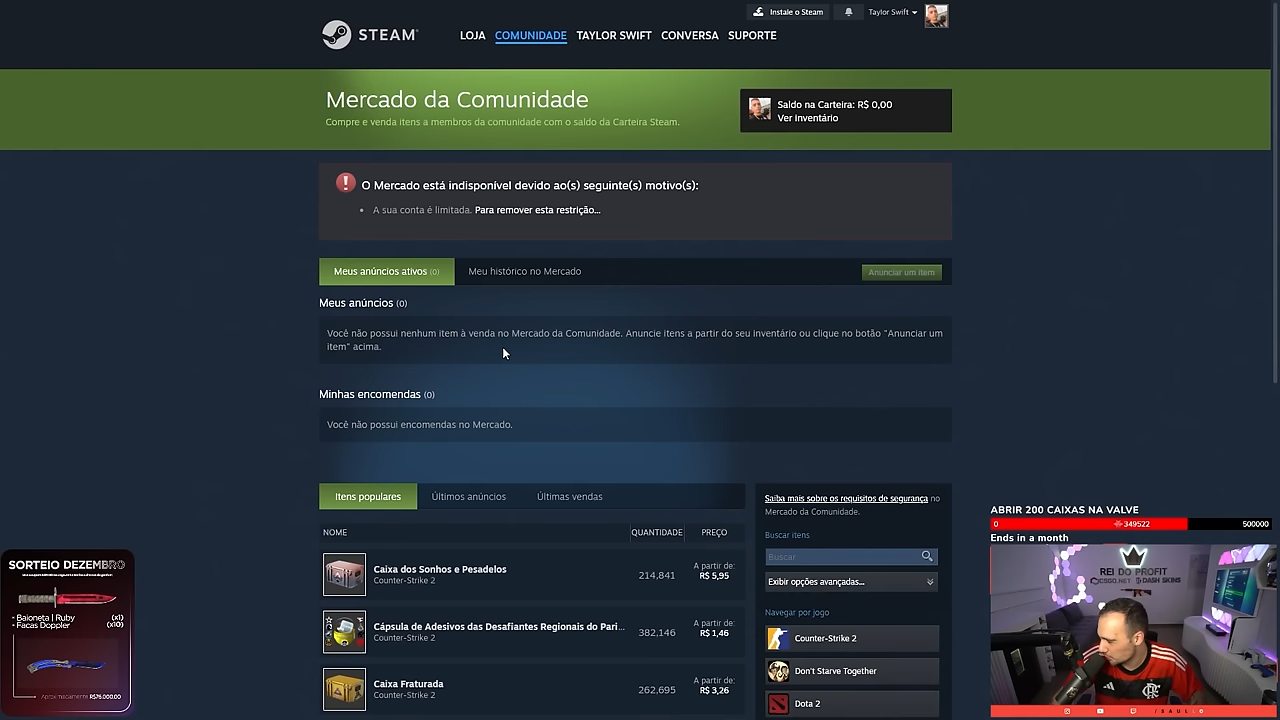 Instale o Steam
Taylor Swift
STEAM®
LOJA
COMUNIDADE
TAYLOR SWIFT
CONVERSA
SUPORTE
Mercado da Comunidade
Compre e venda itens a membros da comunidade com o saldo da Carteira Steam.
Saldo na Carteira: R$ 0,00
Ver inventário
O Mercado está indisponível devido ao(s) seguinte(s) motivo(s):
A sua conta é limitada. Para remover esta restrição...
Meus anúncios ativos (0)
Meu histórico no Mercado
Anunciar um item
Meus anúncios (0)
Você não possui nenhum item à venda no Mercado da Comunidade. Anuncie itens a partir do seu inventário ou clique no botão "Anunciar um
item" acima.
Minhas encomendas (0)
Você não possui encomendas no Mercado.
Itens populares
Últimos anúncios
Últimas vendas
NOME
QUANTIDADE
PREÇO
Caixa dos Sonhos e Pesadelos
Counter-Strike 2
214,841
A partir de:
R$ 5,95
Cápsula de Adesivos das Desafiantes Regionais do Pari...
Counter-Strike 2
382,146
A partir de:
R$ 1,46
Caixa Fraturada
Counter-Strike 2
262,695
A partir de:
R$ 3,26
Saiba mais sobre os requisitos de segurança no
Mercado da Comunidade.
Buscar itens
Buscar
Exibir opções avançadas...
Navegar por jogo
Counter-Strike 2
Don't Starve Together
Dota 2
SORTEIO DEZEMBRO
- Baioneta | Ruby (x1)
- Facas Doppler (x10)
Aproximadamente R$76.000,00
ABRIR 200 CAIXAS NA VALVE
0
349522
500000
Ends in a month
REI DO PROFIT
CSGO.NET
DASH SKINS
/ S A U L L O